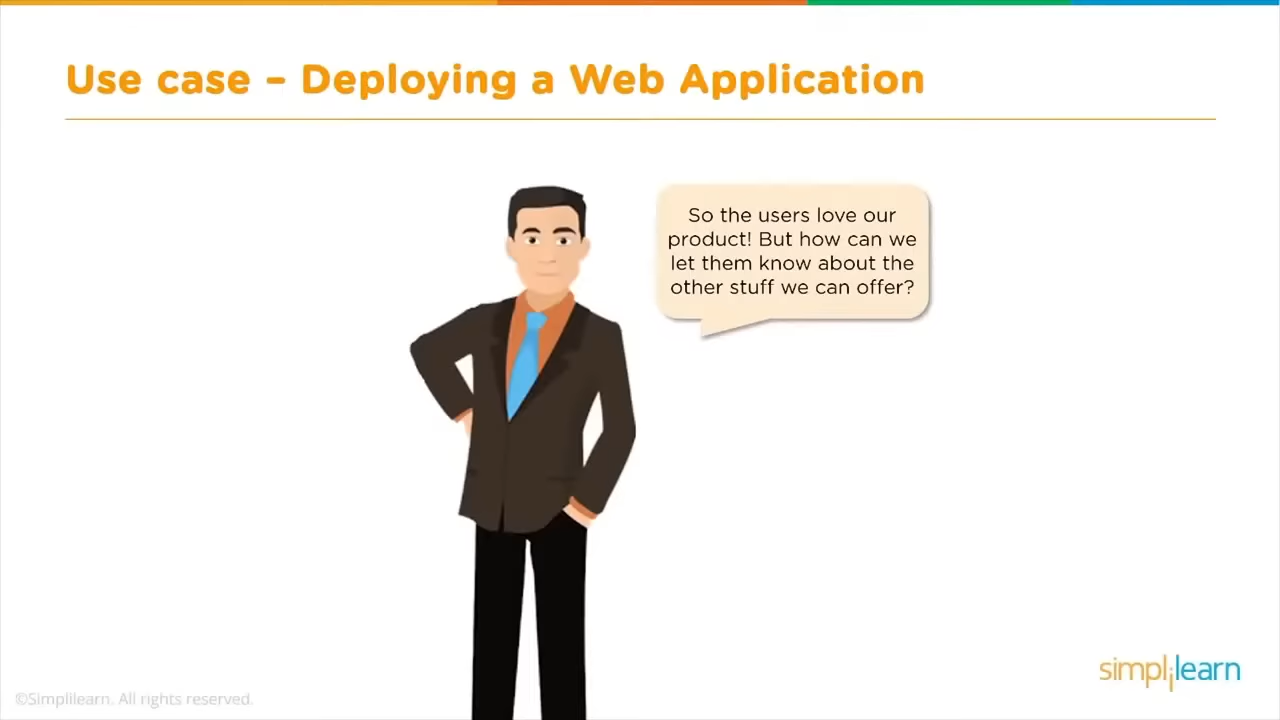 Use case – Deploying a Web Application
So the users love our
product! But how can we
let them know about the
other stuff we can offer?
simplilearn
©Simplilearn. All rights reserved.